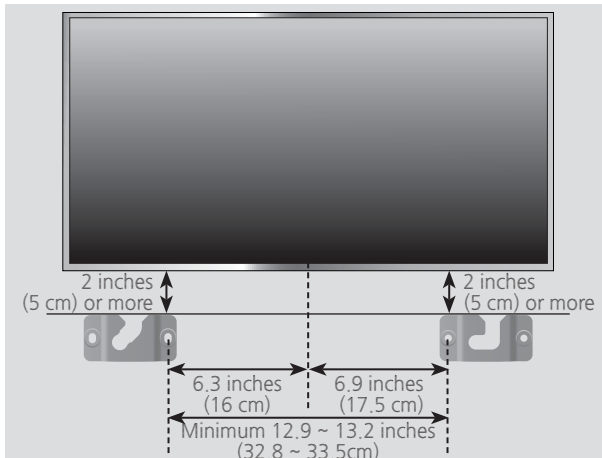 2 inches
(5 cm) or more
2 inches
(5 cm) or more
6.3 inches
(16 cm)
6.9 inches
(17.5 cm)
Minimum 12.9 ~ 13.2 inches
(32.8 ~ 33.5cm)